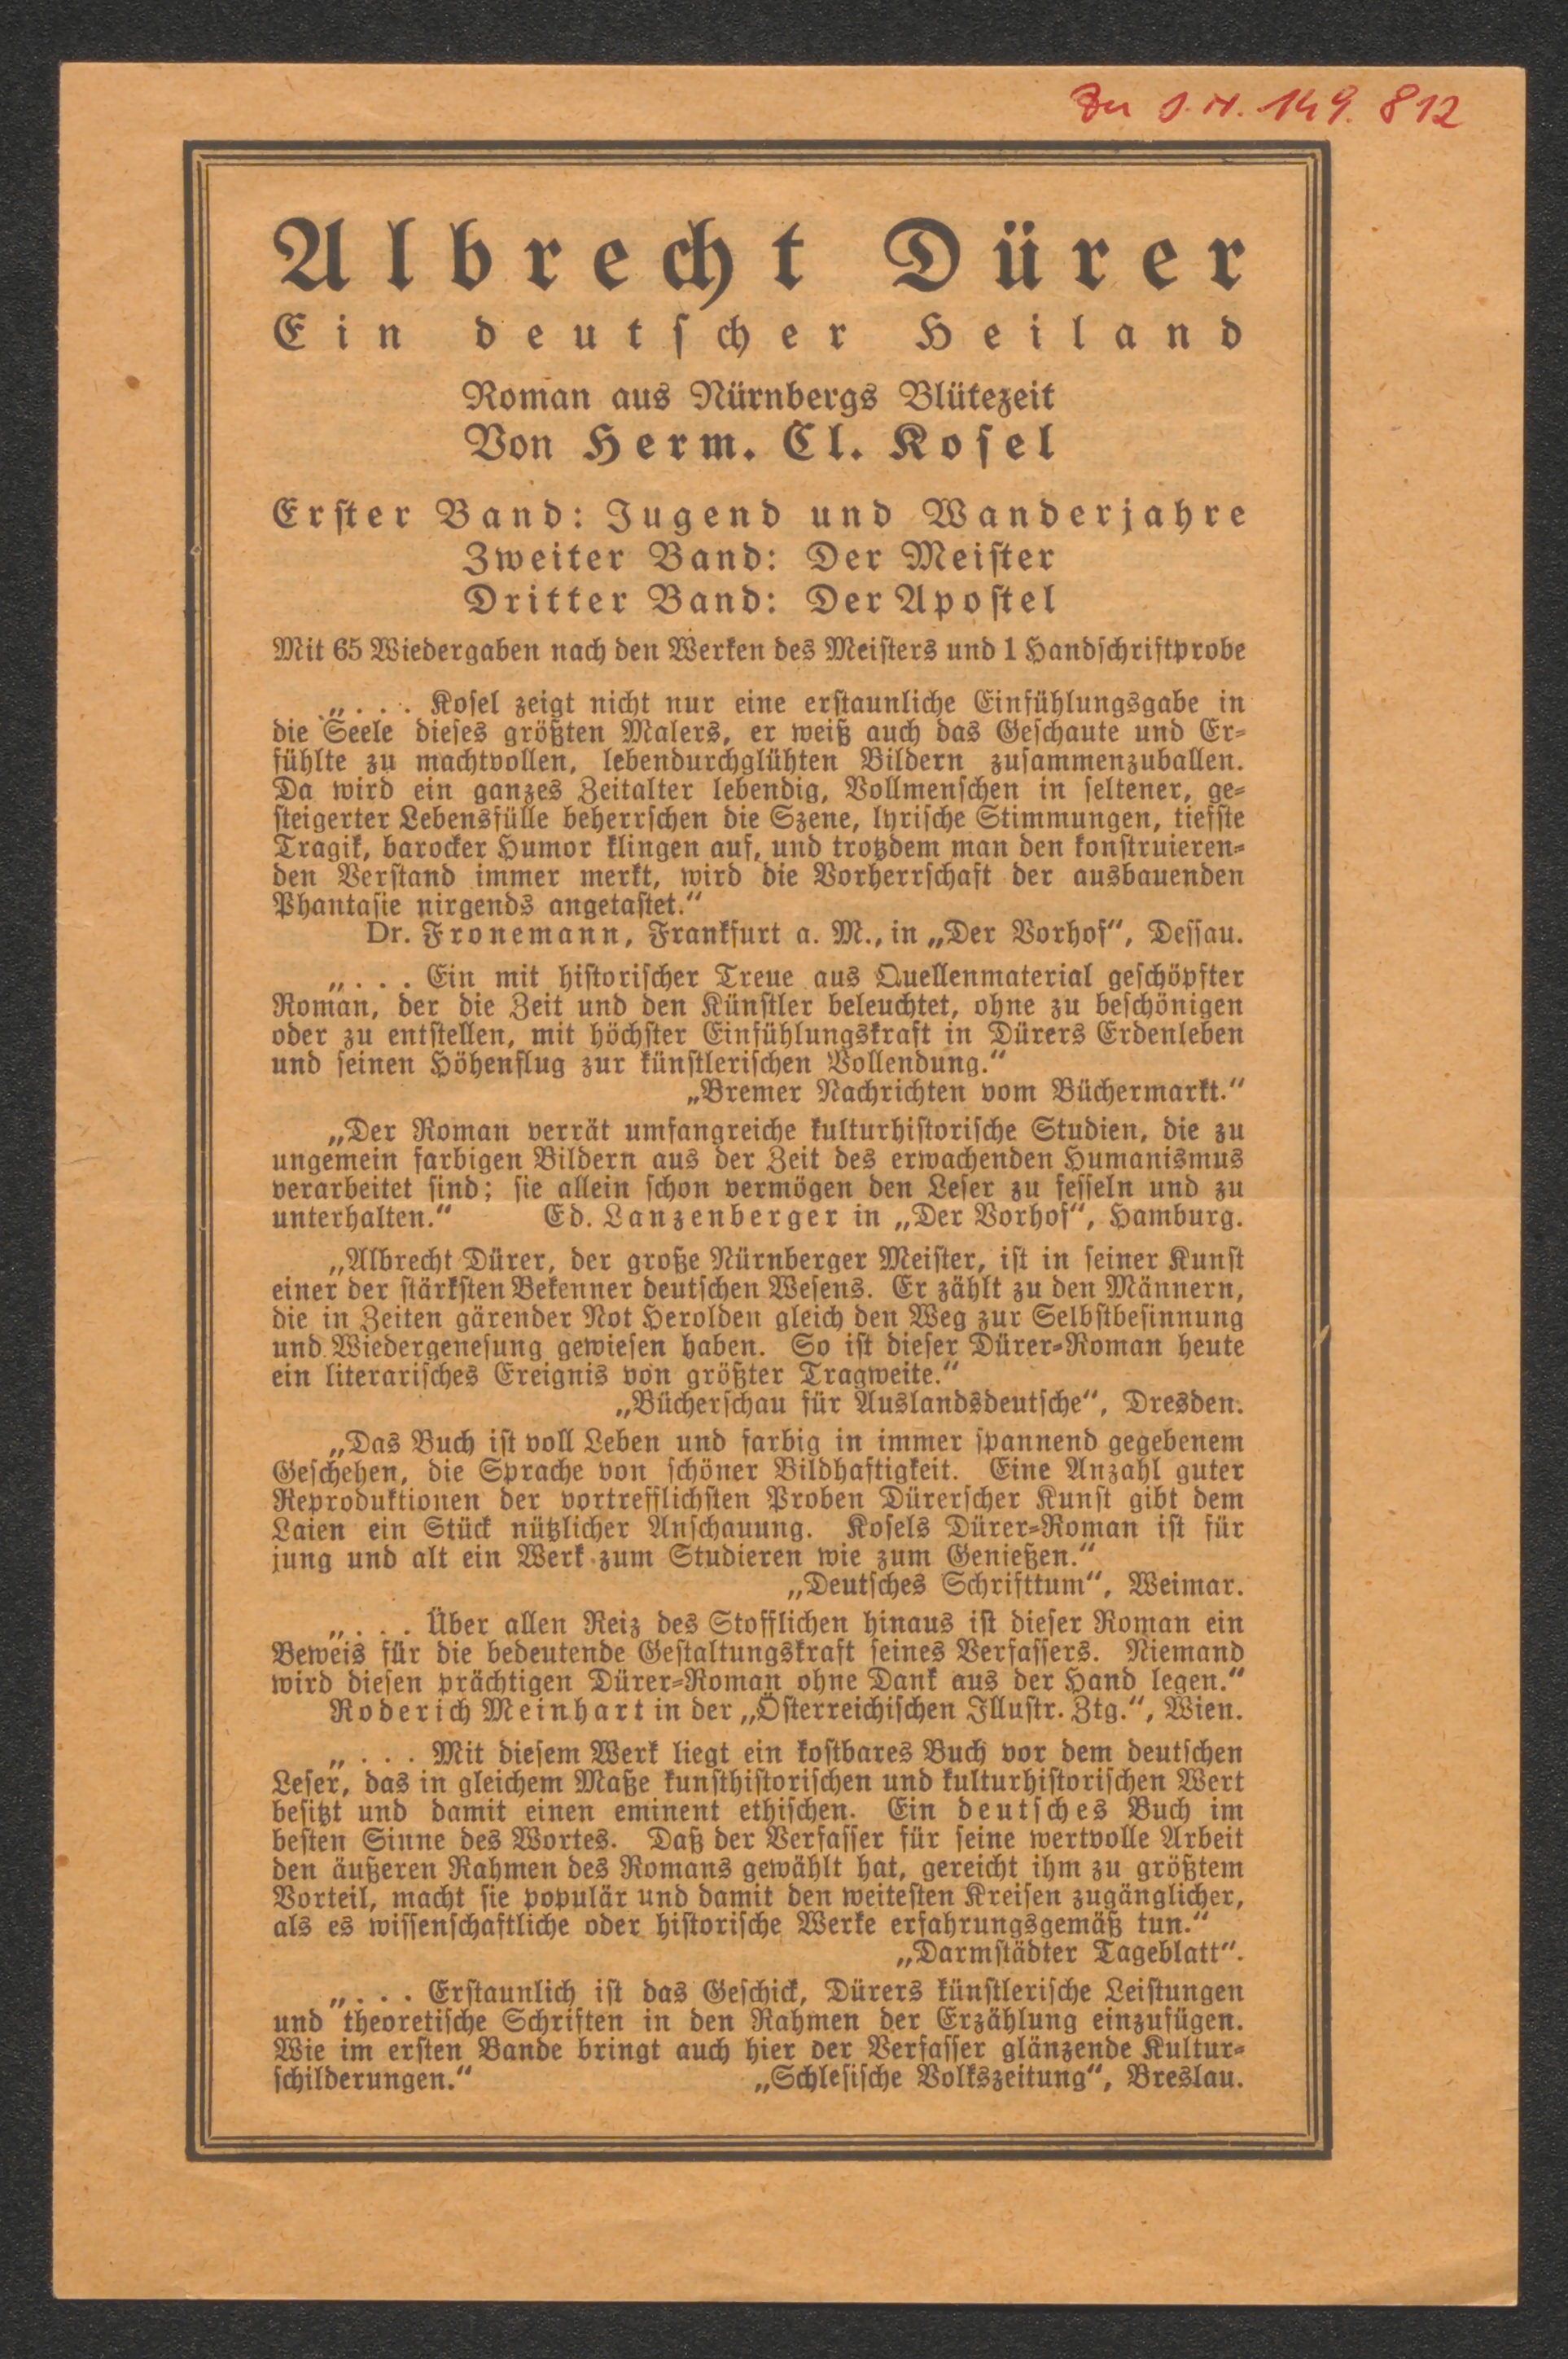 Zu J. N. 149.812
Albrecht Dürer
Ein deutscher Heiland
Roman aus Nürnbergs Blütezeit
Von Herm. Cl. Kosel
Erster Band: Jugend und Wanderjahre
Zweiter Band: Der Meister
Dritter Band: Der Apostel
Mit 65 Wiedergaben nach den Werken des Meisters und 1 Handschriftprobe
„. . . Kosel zeigt nicht nur eine erstaunliche Einfühlungsgabe in
die Seele dieses größten Malers, er weiß auch das Geschaute und Er-
fühlte zu machtvollen, lebendurchglühten Bildern zusammenzuballen.
Da wird ein ganzes Zeitalter lebendig, Vollmenschen in seltener, ge-
steigerter Lebensfülle beherrschen die Szene, lyrische Stimmungen, tiefste
Tragik, barocker Humor klingen auf, und trotzdem man den konstruieren-
den Verstand immer merkt, wird die Vorherrschaft der ausbauenden
Phantasie nirgends angetastet.“
Dr. Fronemann, Frankfurt a. M., in „Der Vorhof“, Dessau.
„. . . Ein mit historischer Treue aus Quellenmaterial geschöpfter
Roman, der die Zeit und den Künstler beleuchtet, ohne zu beschönigen
oder zu entstellen, mit höchster Einfühlungskraft in Dürers Erdenleben
und seinen Höhenflug zur künstlerischen Vollendung.“
„Bremer Nachrichten vom Büchermarkt.“
„Der Roman verrät umfangreiche kulturhistorische Studien, die zu
ungemein farbigen Bildern aus der Zeit des erwachenden Humanismus
verarbeitet sind; sie allein schon vermögen den Leser zu fesseln und zu
unterhalten.“ Ed. Lanzenberger in „Der Vorhof“, Hamburg.
„Albrecht Dürer, der große Nürnberger Meister, ist in seiner Kunst
einer der stärksten Bekenner deutschen Wesens. Er zählt zu den Männern,
die in Zeiten gärender Not Herolden gleich den Weg zur Selbstbesinnung
und Wiedergenesung gewiesen haben. So ist dieser Dürer-Roman heute
ein literarisches Ereignis von größter Tragweite.“
„Bücherschau für Auslandsdeutsche“, Dresden.
„Das Buch ist voll Leben und farbig in immer spannend gegebenem
Geschehen, die Sprache von schöner Bildhaftigkeit. Eine Anzahl guter
Reproduktionen der vortrefflichsten Proben Dürerscher Kunst gibt dem
Laien ein Stück nützlicher Anschauung. Kosels Dürer-Roman ist für
jung und alt ein Werk zum Studieren wie zum Genießen.“
„Deutsches Schrifttum“, Weimar.
„. . . Über allen Reiz des Stofflichen hinaus ist dieser Roman ein
Beweis für die bedeutende Gestaltungskraft seines Verfassers. Niemand
wird diesen prächtigen Dürer-Roman ohne Dank aus der Hand legen.“
Roderich Meinhart in der „Österreichischen Illustr. Ztg.“, Wien.
„. . . Mit diesem Werk liegt ein kostbares Buch vor dem deutschen
Leser, das in gleichem Maße kunsthistorischen und kulturhistorischen Wert
besitzt und damit einen eminent ethischen. Ein deutsches Buch im
besten Sinne des Wortes. Daß der Verfasser für seine wertvolle Arbeit
den äußeren Rahmen des Romans gewählt hat, gereicht ihm zu größtem
Vorteil, macht sie populär und damit den weitesten Kreisen zugänglicher,
als es wissenschaftliche oder historische Werke erfahrungsgemäß tun.“
„Darmstädter Tageblatt“.
„. . . Erstaunlich ist das Geschick, Dürers künstlerische Leistungen
und theoretische Schriften in den Rahmen der Erzählung einzufügen.
Wie im ersten Bande bringt auch hier der Verfasser glänzende Kultur-
schilderungen.“ „Schlesische Volkszeitung“, Breslau.